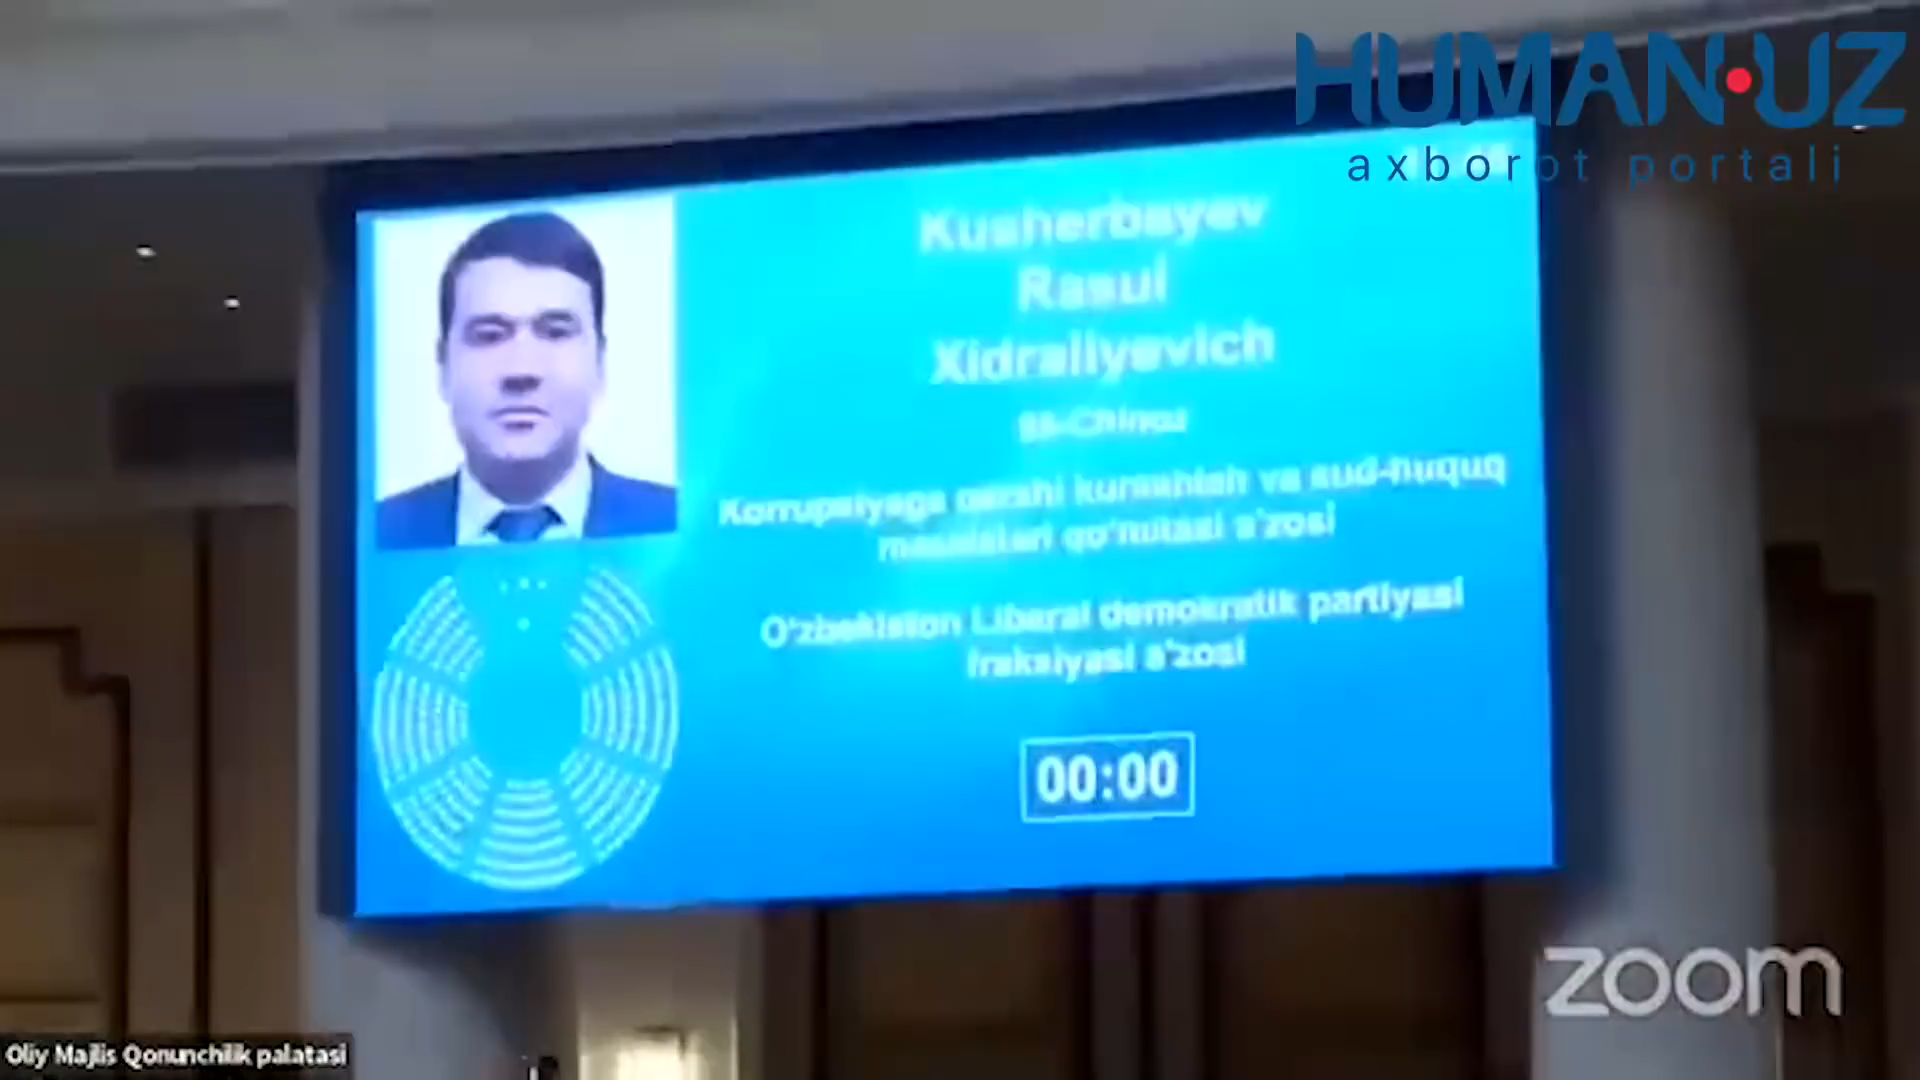 HUMAN.UZ
axborot portali
Kusherbayev
Rasul
Xidraliyevich
-Chinoz
Korrupsiyaga qarshi kurashish va sud-huquq
masalalari qo'mitasi a'zosi
O'zbekiston Liberal demokratik partiyasi
fraksiyasi a'zosi
00:00
zoom
Oliy Majlis Qonunchilik palatasi